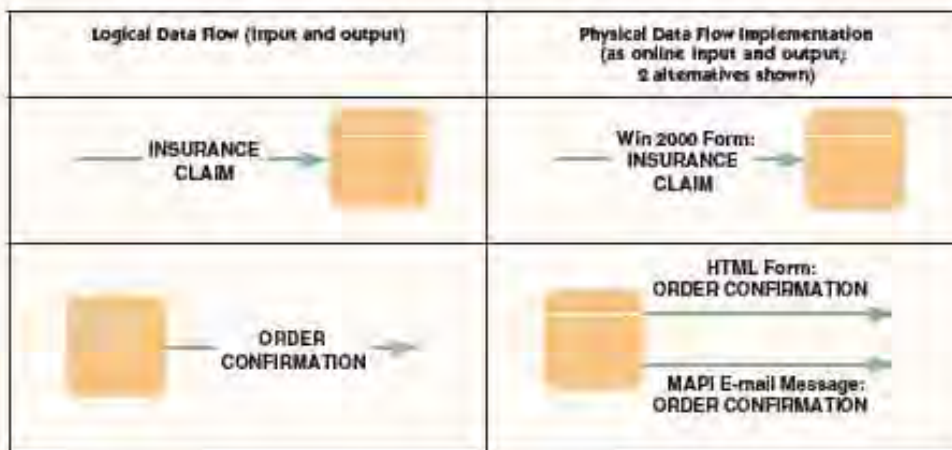 Logical Data Flow (input and output)
Physical Data Flow Implementation
(as online input and output;
2 alternatives shown)
INSURANCE
CLAIM
Win 2000 Form:
INSURANCE
CLAIM
ORDER
CONFIRMATION
HTML Form:
ORDER CONFIRMATION
MAPI E-mail Message:
ORDER CONFIRMATION